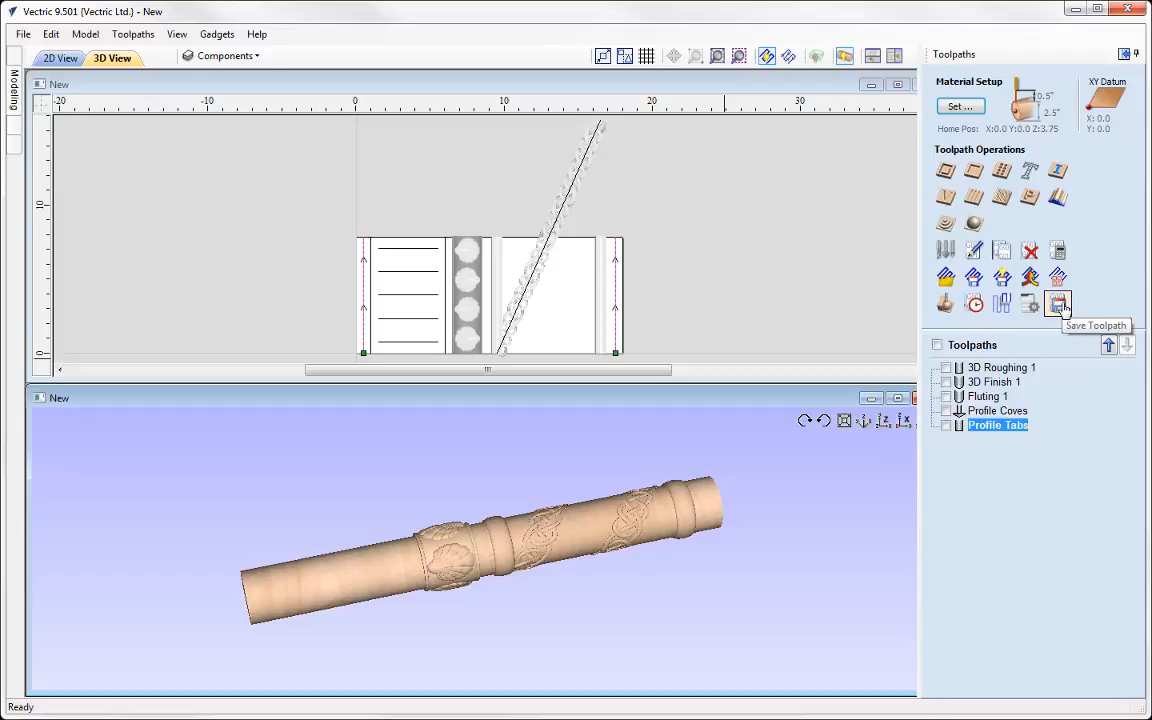 Vectric 9.501 {Vectric Ltd.} - New
File Edit Model Toolpaths View Gadgets Help
2D View 3D View Components
Toolpaths
Modeling
New
-20 -10 0 10 20 30
10
0
Material Setup
Set ...
0.5"
2.5"
XY Datum
X: 0.0
Y: 0.0
Home Pos: X:0.0 Y:0.0 Z:3.75
Toolpath Operations
Save Toolpath
Toolpaths
3D Roughing 1
3D Finish 1
Fluting 1
Profile Coves
Profile Tabs
New
Ready